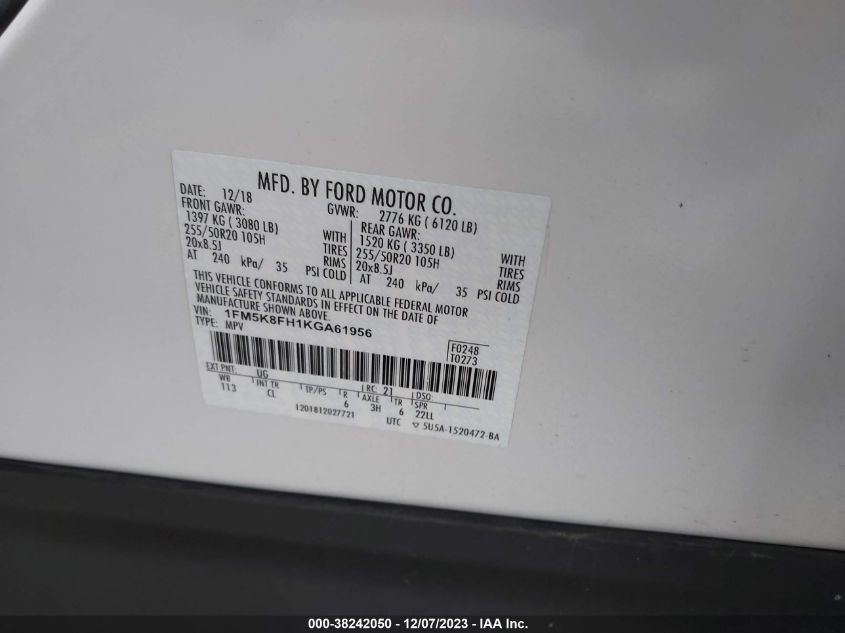 MFD. BY FORD MOTOR CO.
DATE: 12/18 GVWR: 2776 KG ( 6120 LB)
FRONT GAWR: REAR GAWR:
1397 KG ( 3080 LB) WITH 1520 KG ( 3350 LB) WITH
255/50R20 105H TIRES 255/50R20 105H TIRES
20x8.5J RIMS 20x8.5J RIMS
AT 240 kPa/ 35 PSI COLD AT 240 kPa/ 35 PSI COLD
THIS VEHICLE CONFORMS TO ALL APPLICABLE FEDERAL MOTOR
VEHICLE SAFETY STANDARDS IN EFFECT ON THE DATE OF
MANUFACTURE SHOWN ABOVE.
VIN: 1FM5K8FH1KGA61956
TYPE: MPV
F0248
T0273
EXT PNT: UG RC: 21 DSO:
WB INT TR TP/PS R AXLE TR SPR
113 CL 6 3H 6 22LL
1201812027721 UTC ▽ 5U5A-1520472-BA
000-38242050 - 12/07/2023 - IAA Inc.